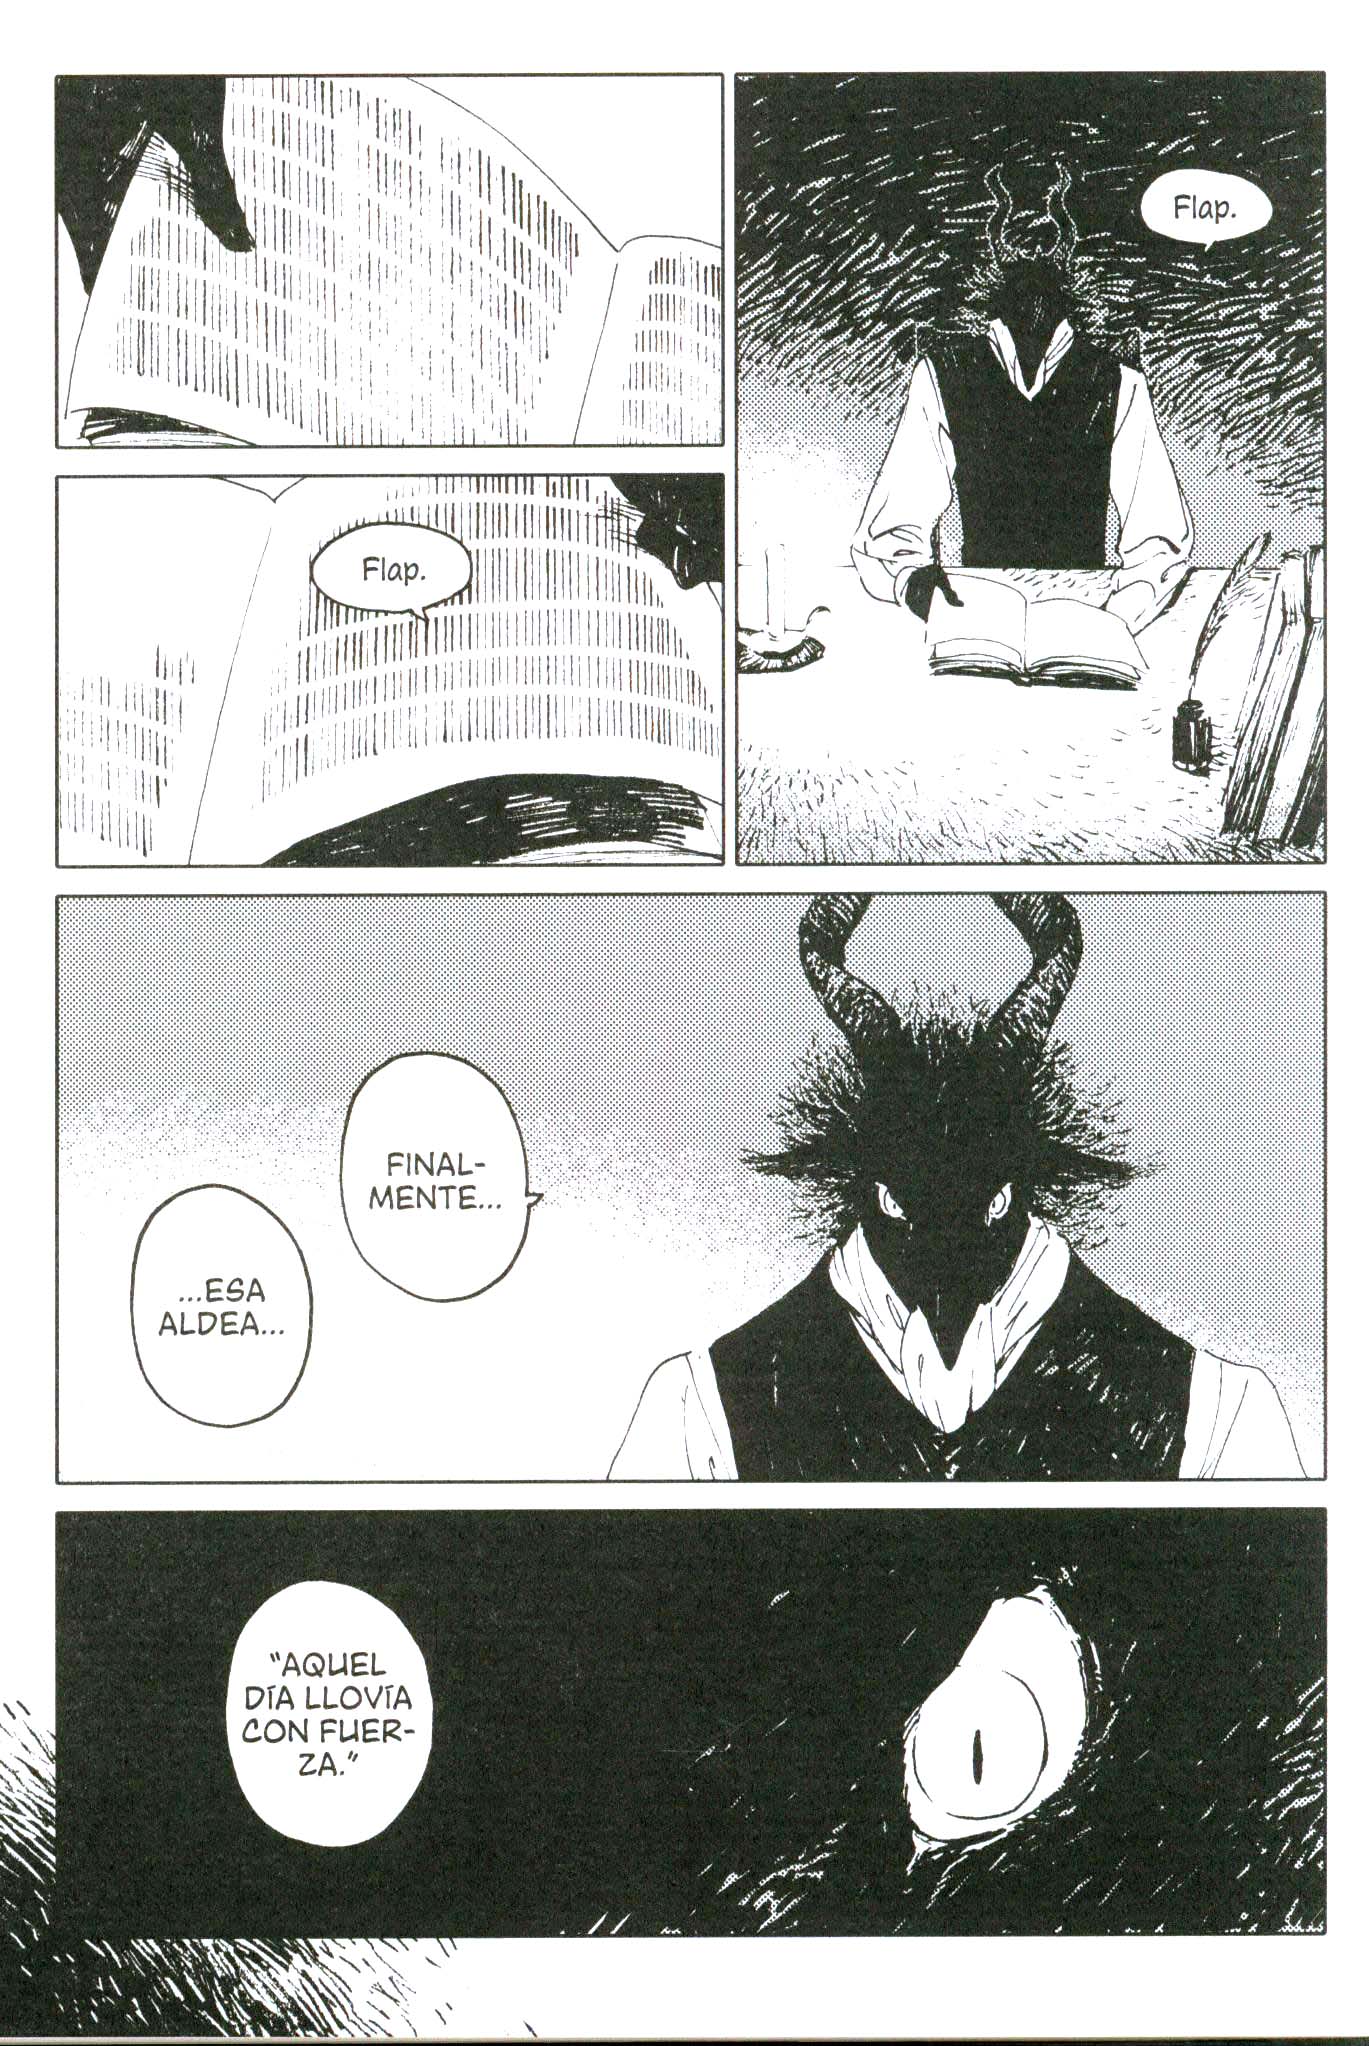 Flap.
Flap.
FINAL-
MENTE...
...ESA
ALDEA...
“AQUEL
DÍA LLOVÍA
CON FUER-
ZA.”